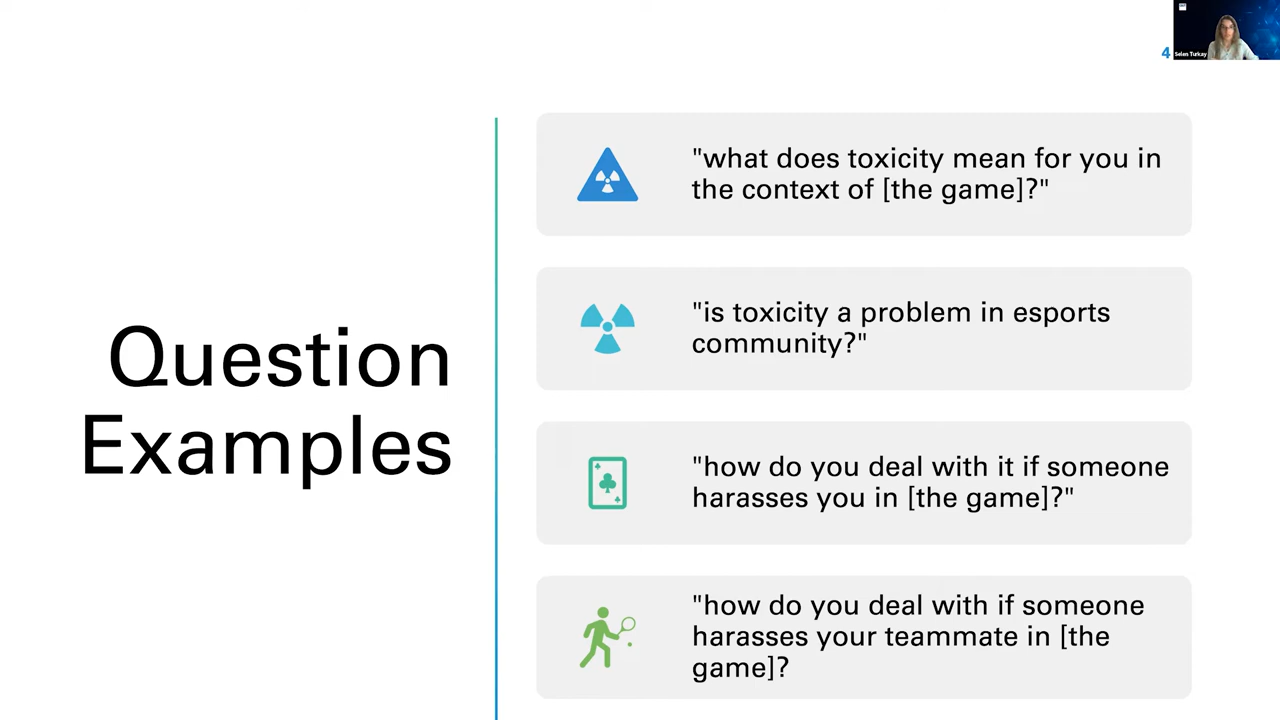 4
Selen Turkay
Question
Examples
"what does toxicity mean for you in
the context of [the game]?"
"is toxicity a problem in esports
community?"
"how do you deal with it if someone
harasses you in [the game]?"
"how do you deal with if someone
harasses your teammate in [the
game]?